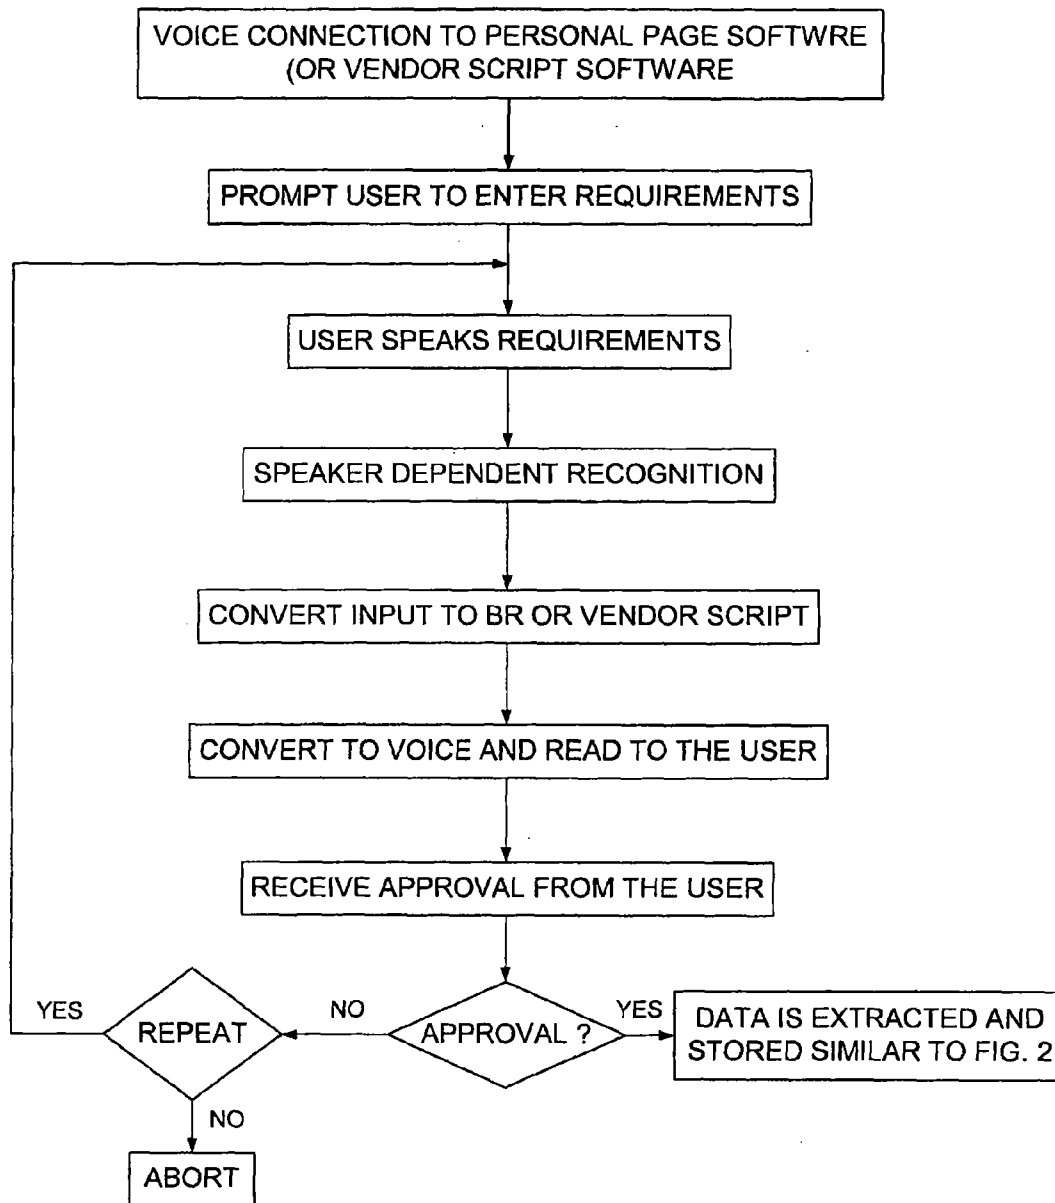 VOICE CONNECTION TO PERSONAL PAGE SOFTWRE
(OR VENDOR SCRIPT SOFTWARE
PROMPT USER TO ENTER REQUIREMENTS
USER SPEAKS REQUIREMENTS
SPEAKER DEPENDENT RECOGNITION
CONVERT INPUT TO BR OR VENDOR SCRIPT
CONVERT TO VOICE AND READ TO THE USER
RECEIVE APPROVAL FROM THE USER
YES
REPEAT
NO
APPROVAL ?
YES
DATA IS EXTRACTED AND
STORED SIMILAR TO FIG. 2
NO
ABORT